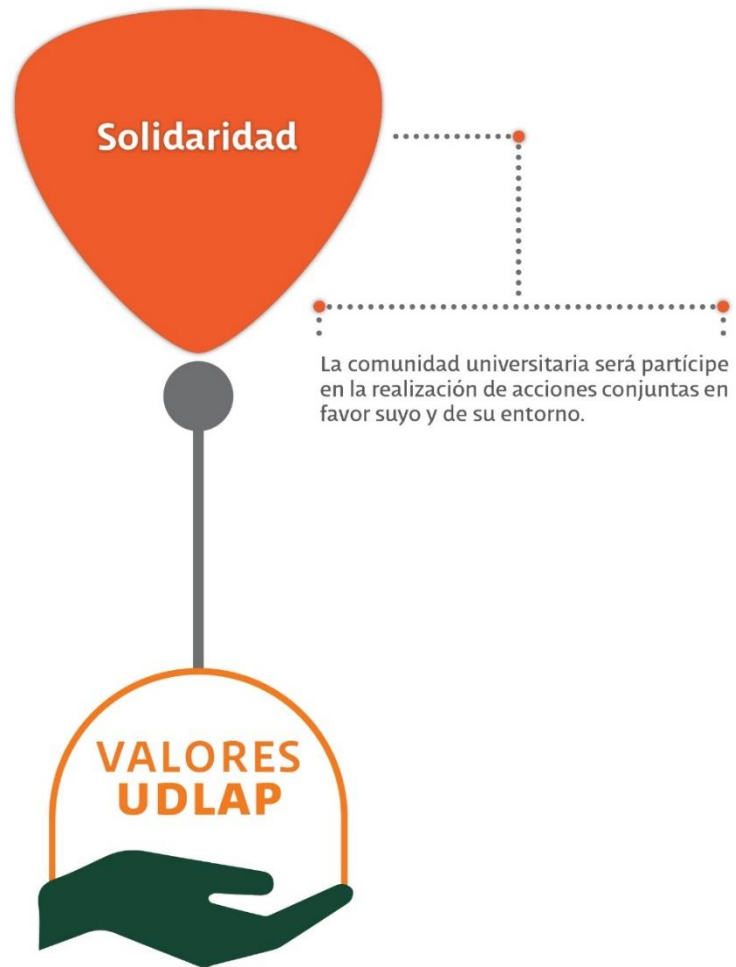 Solidaridad
La comunidad universitaria será partícipe
en la realización de acciones conjuntas en
favor suyo y de su entorno.
VALORES
UDLAP